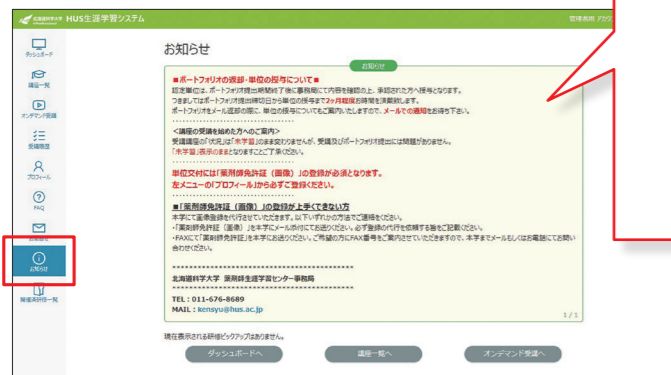 北海道科学大学 HUS生涯学習システム
管理者用 アカウ
ダッシュボード
講座一覧
オンデマンド受講
受講履歴
プロフィール
FAQ
お問合せ
お知らせ
開催済研修一覧
お知らせ
お知らせ
■ポートフォリオの返却・単位の授与について■
認定単位は、ポートフォリオ提出期間終了後に事務局にて内容を確認の上、承認された方へ授与となります。
つきましてはポートフォリオ提出締切日から単位の授与まで2ヶ月程度お時間を頂戴致します。
ポートフォリオをメール返却の際に、単位の授与についてもご案内いたしますので、メールでの通知をお待ち下さい。
<講座の受講を始めた方へのご案内>
受講講座の「状況」は「未学習」のまま変わりませんが、受講及びポートフォリオ提出には問題がありません。
「未学習」表示のままとなりますことご了承ください。
単位交付には「薬剤師免許証（画像）」の登録が必須となります。
左メニューの「プロフィール」から必ずご登録ください。
■「薬剤師免許証（画像）」の登録が上手くできない方
本学にて画像登録を代行させていただきます。以下いずれかの方法でご連絡ください。
・「薬剤師免許証（画像）」を本学にメール添付にてお送りください。必ず登録の代行を依頼する旨をご記載ください。
・FAXにて「薬剤師免許証」を本学にお送りください。ご希望の方にFAX番号をご案内させていただきますので、本学までメールもしくはお電話にてお問い
合わせください。
******************************************
北海道科学大学 薬剤師生涯学習センター事務局
******************************************
TEL：011-676-8689
MAIL：kensyu@hus.ac.jp
1 / 1
現在表示される研修ピックアップはありません。
ダッシュボードへ 講座一覧へ オンデマンド受講へ